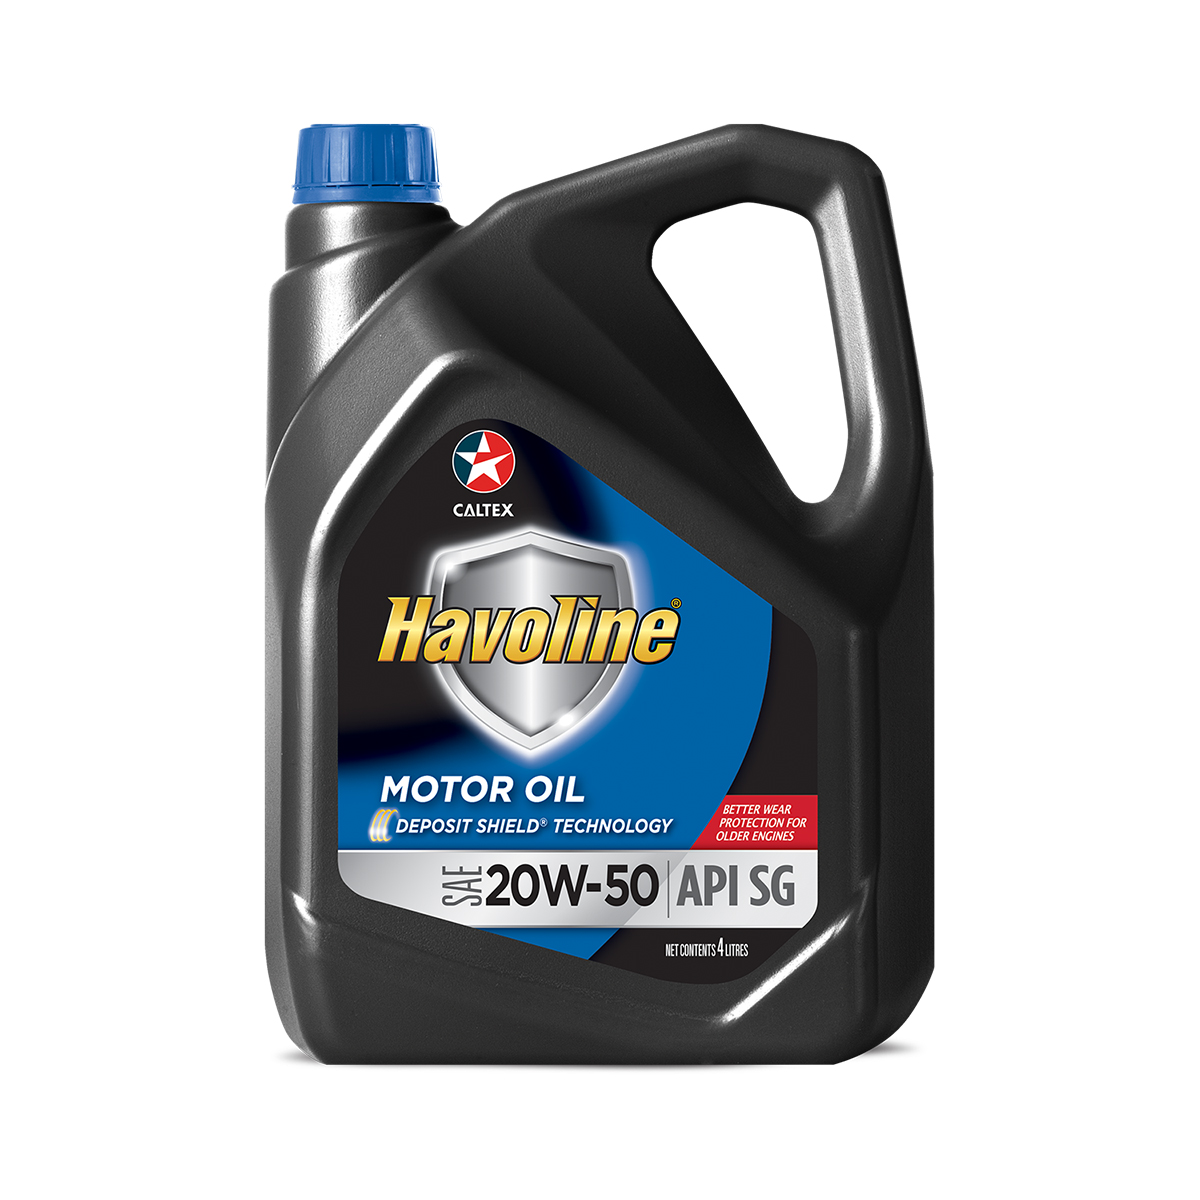 CALTEX
Havoline®
MOTOR OIL
DEPOSIT SHIELD® TECHNOLOGY
BETTER WEAR
PROTECTION FOR
OLDER ENGINES
SAE 20W-50 API SG
NET CONTENTS 4 LITRES